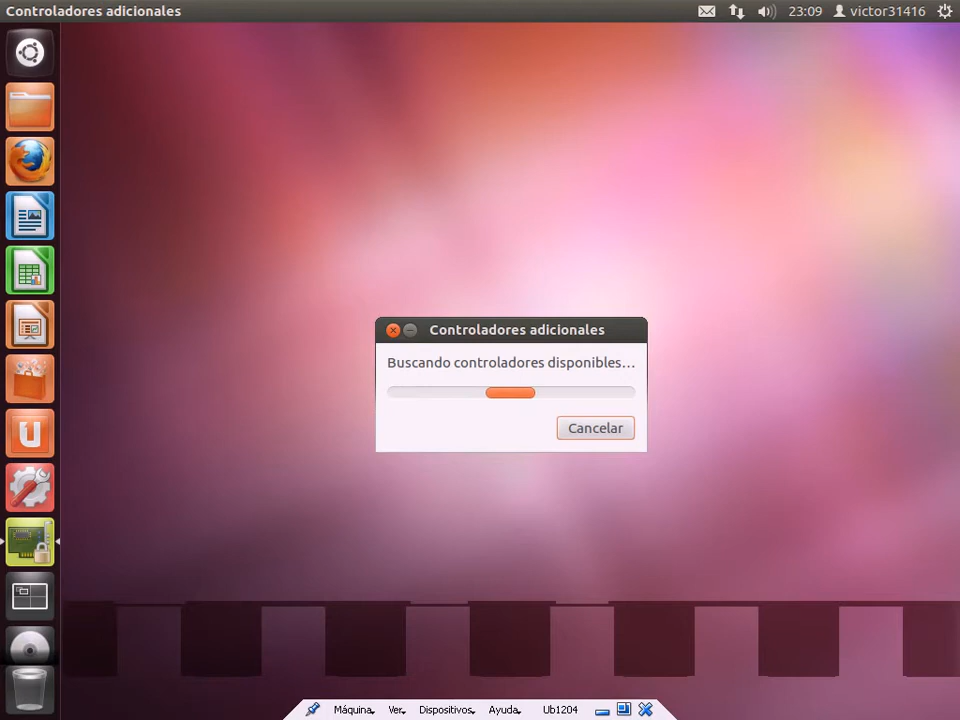 Controladores adicionales
23:09 victor31416
Controladores adicionales
Buscando controladores disponibles...
Cancelar
Máquina Ver Dispositivos Ayuda Ub1204